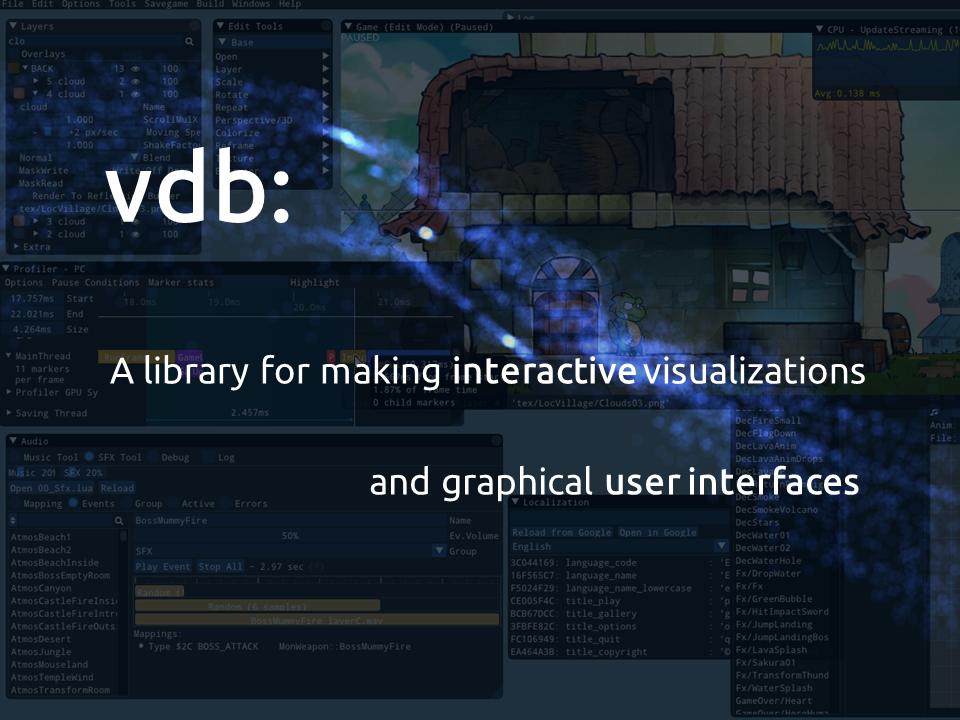 File Edit Options Tools Savegame Build Windows Help
Layers
clo
Overlays
BACK 13 100
5 cloud 2 100
4 cloud 1 100
cloud Name
1.000 ScrollMulX
- +2 px/sec Moving Spe
1.000 ShakeFactor
Normal Blend
MaskWrite
MaskRead
Render To
3 cloud 1 100
2 cloud 1 100
Extra
Edit Tools
Base
Open
Layer
Scale
Rotate
Repeat
Perspective/3D
Colorize
Reframe
Log
Game (Edit Mode) (Paused)
PAUSED
CPU - UpdateStreaming
Avg:0.138 ms
vdb:
Profiler - PC
Options Pause Conditions Marker stats Highlight
17.757ms Start
22.021ms End
4.264ms Size
18.0ms 19.0ms 20.0ms 21.0ms
MainThread
11 markers
per frame
Profiler GPU Sy
Saving Thread
2.457ms
1.87% of
0 child markers
'tex/LocVillage/Clouds03.png'
A library for making interactive visualizations
and graphical user interfaces
Audio
Music Tool SFX Tool Debug Log
SFX 20%
Open 00_Sfx.lua Reload
Mapping Events Group Active Errors
BossMummyFire Name
50% Ev.Volume
SFX Group
Play Event Stop All - 2.97 sec (?)
Random (
Random (6 samples)
BossMummyFire_layerC.wav
Mappings:
Type $2C BOSS_ATTACK MonWeapon::BossMummyFire
AtmosBeach1
AtmosBeach2
AtmosBeachInside
AtmosBossEmptyRoom
AtmosCanyon
AtmosCastleFireInsi
AtmosCastleFireIntr
AtmosCastleFireOuts
AtmosDesert
AtmosJungle
AtmosMouseland
AtmosTempleWind
AtmosTransformRoom
Localization
Reload from Google Open in Google
English
3C044169: language_code : 'E
16F565C7: language_name : 'E
F5024F29: language_name_lowercase : 'e
CE005F4C: title_play : 'p
BCB67DCC: title_gallery : 'g
3FBFE82C: title_options : 'o
FC106949: title_quit : 'q
EA464A3B: title_copyright : '©
DecFireSmall
DecFlagDown
DecLavaAnim
DecLavaAnimDrops
DecSmoke
DecSmokeVolcano
DecStars
DecWater01
DecWater02
DecWaterHole
Fx/DropWater
Fx/Fx
Fx/GreenBubble
Fx/HitImpactSword
Fx/JumpLanding
Fx/JumpLandingBos
Fx/LavaSplash
Fx/Sakura01
Fx/TransformThund
Fx/WaterSplash
GameOver/Heart
GameOver/HeroHuma
Anim
File: